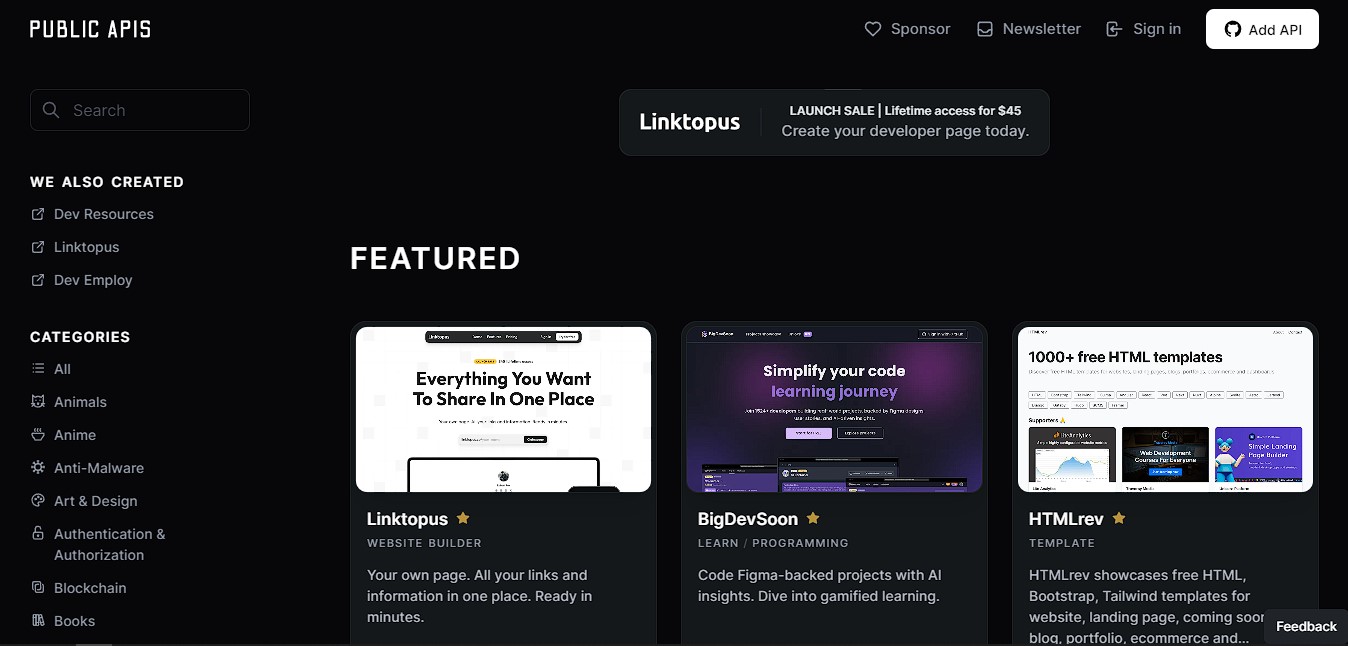 PUBLIC APIS
Sponsor
Newsletter
Sign in
Add API
Search
Linktopus
LAUNCH SALE | Lifetime access for $45
Create your developer page today.
WE ALSO CREATED
Dev Resources
Linktopus
Dev Employ
CATEGORIES
All
Animals
Anime
Anti-Malware
Art & Design
Authentication &
Authorization
Blockchain
Books
FEATURED
Linktopus
Everything You Want
To Share In One Place
Linktopus
WEBSITE BUILDER
Your own page. All your links and
information in one place. Ready in
minutes.
BigDevSoon
Simplify your code
learning journey
BigDevSoon
LEARN / PROGRAMMING
Code Figma-backed projects with AI
insights. Dive into gamified learning.
HTMLrev
1000+ free HTML templates
Supporters
LiteAnalytics
Web Development
Courses For Everyone
Simple Landing
Page Builder
HTMLrev
TEMPLATE
HTMLrev showcases free HTML,
Bootstrap, Tailwind templates for
website, landing page, coming soon
blog, portfolio, ecommerce and...
Feedback